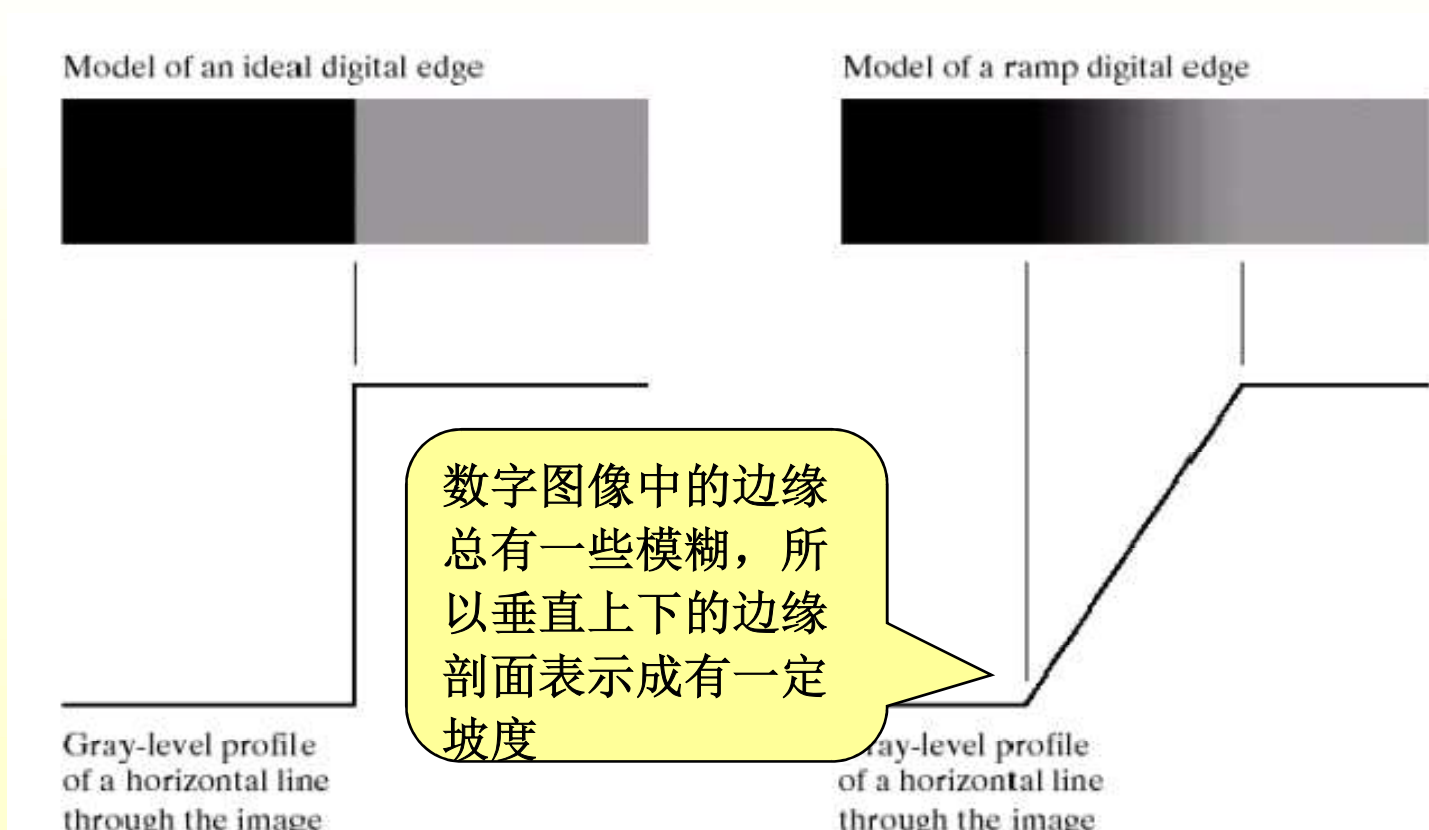 Model of an ideal digital edge
Model of a ramp digital edge
数字图像中的边缘
总有一些模糊，所
以垂直上下的边缘
剖面表示成有一定
坡度
Gray-level profile
of a horizontal line
through the image
ray-level profile
of a horizontal line
through the image